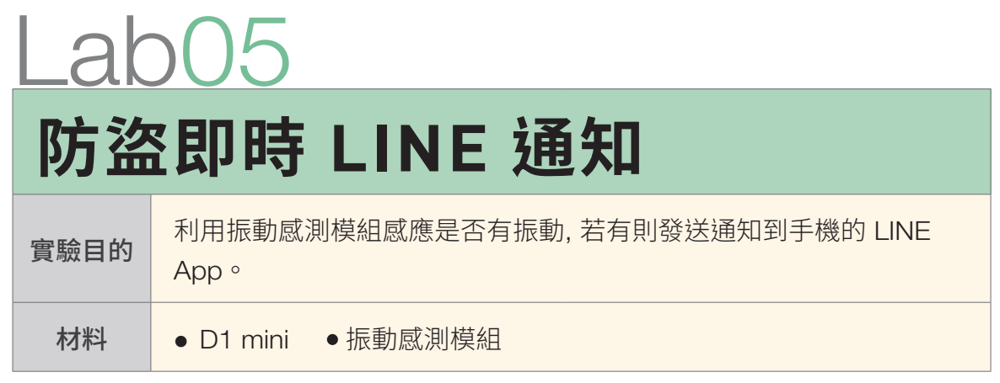 Lab05
防盜即時 LINE 通知
實驗目的
利用振動感測模組感應是否有振動, 若有則發送通知到手機的 LINE
App。
材料
● D1 mini ● 振動感測模組